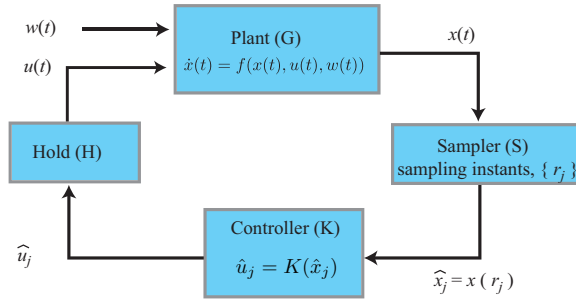 w(t)
Plant (G)
ẋ(t) = f(x(t), u(t), w(t))
x(t)
u(t)
Hold (H)
Sampler (S)
sampling instants, { r_j }
Controller (K)
û_j = K(x̂_j)
û_j
x̂_j = x ( r_j )